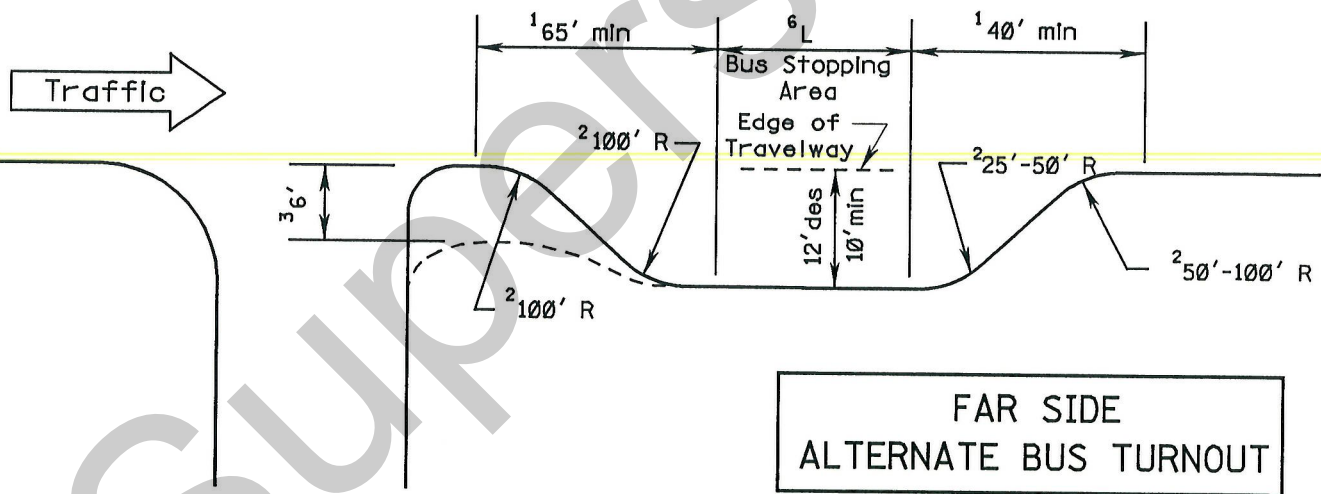 ¹65' min
⁶L
¹40' min
Traffic
Bus Stopping
Area
Edge of
Travelway
²100' R
²25'-50' R
³6'
12'des
10'min
²100' R
²50'-100' R
FAR SIDE
ALTERNATE BUS TURNOUT
Supers